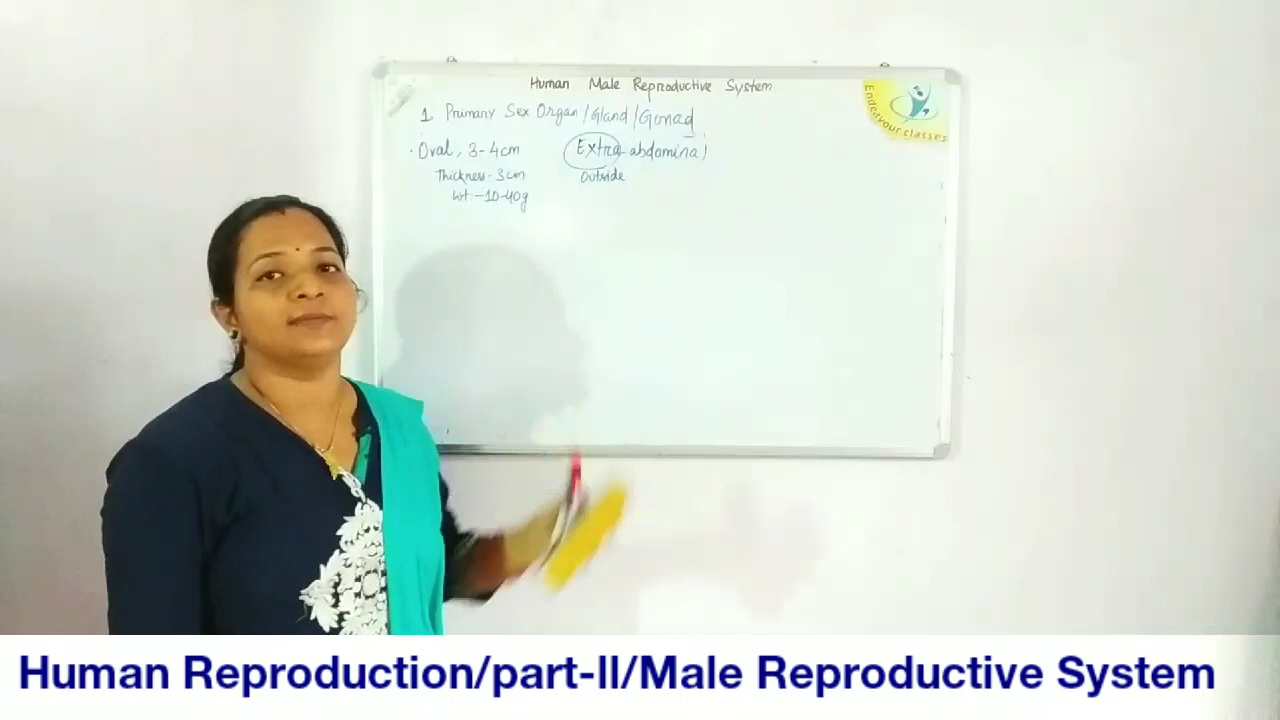 Human Male Reproductive System
1 Primary Sex Organ/Gland/Gonad
Endeavour classes
· Oval, 3-4cm Extra-abdominal
Thickness-3cm Outside
Wt-10-40g
Human Reproduction/part-II/Male Reproductive System